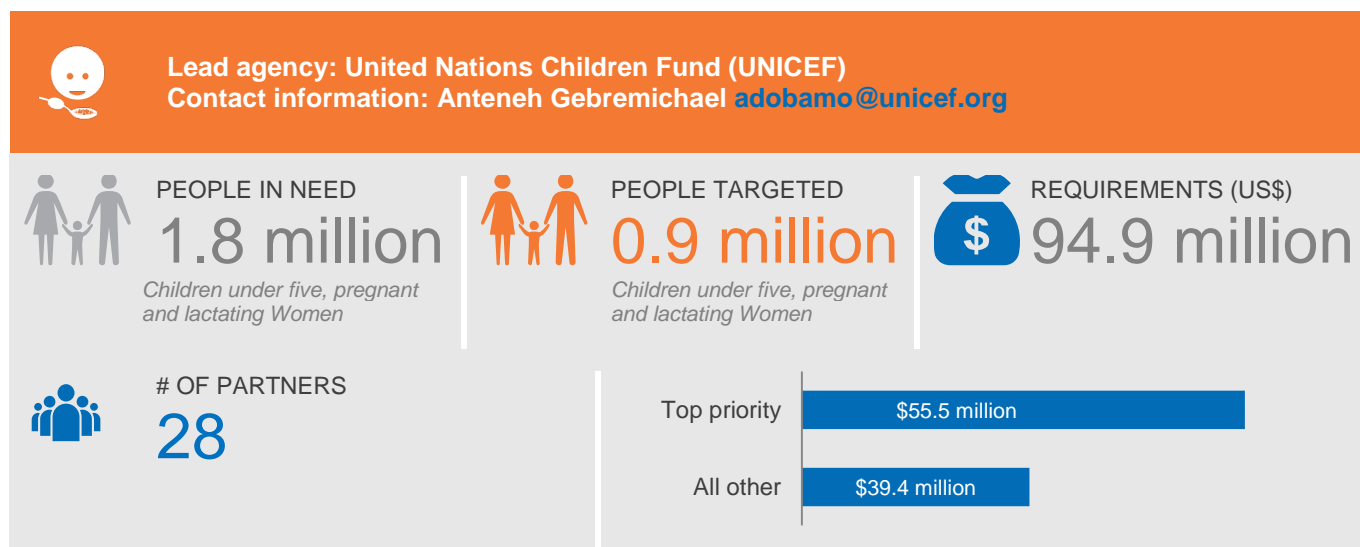 Lead agency: United Nations Children Fund (UNICEF)
Contact information: Anteneh Gebremichael adobamo@unicef.org
PEOPLE IN NEED
1.8 million
Children under five, pregnant
and lactating Women
PEOPLE TARGETED
0.9 million
Children under five, pregnant
and lactating Women
REQUIREMENTS (US$)
$
94.9 million
# OF PARTNERS
28
Top priority
$55.5 million
All other
$39.4 million